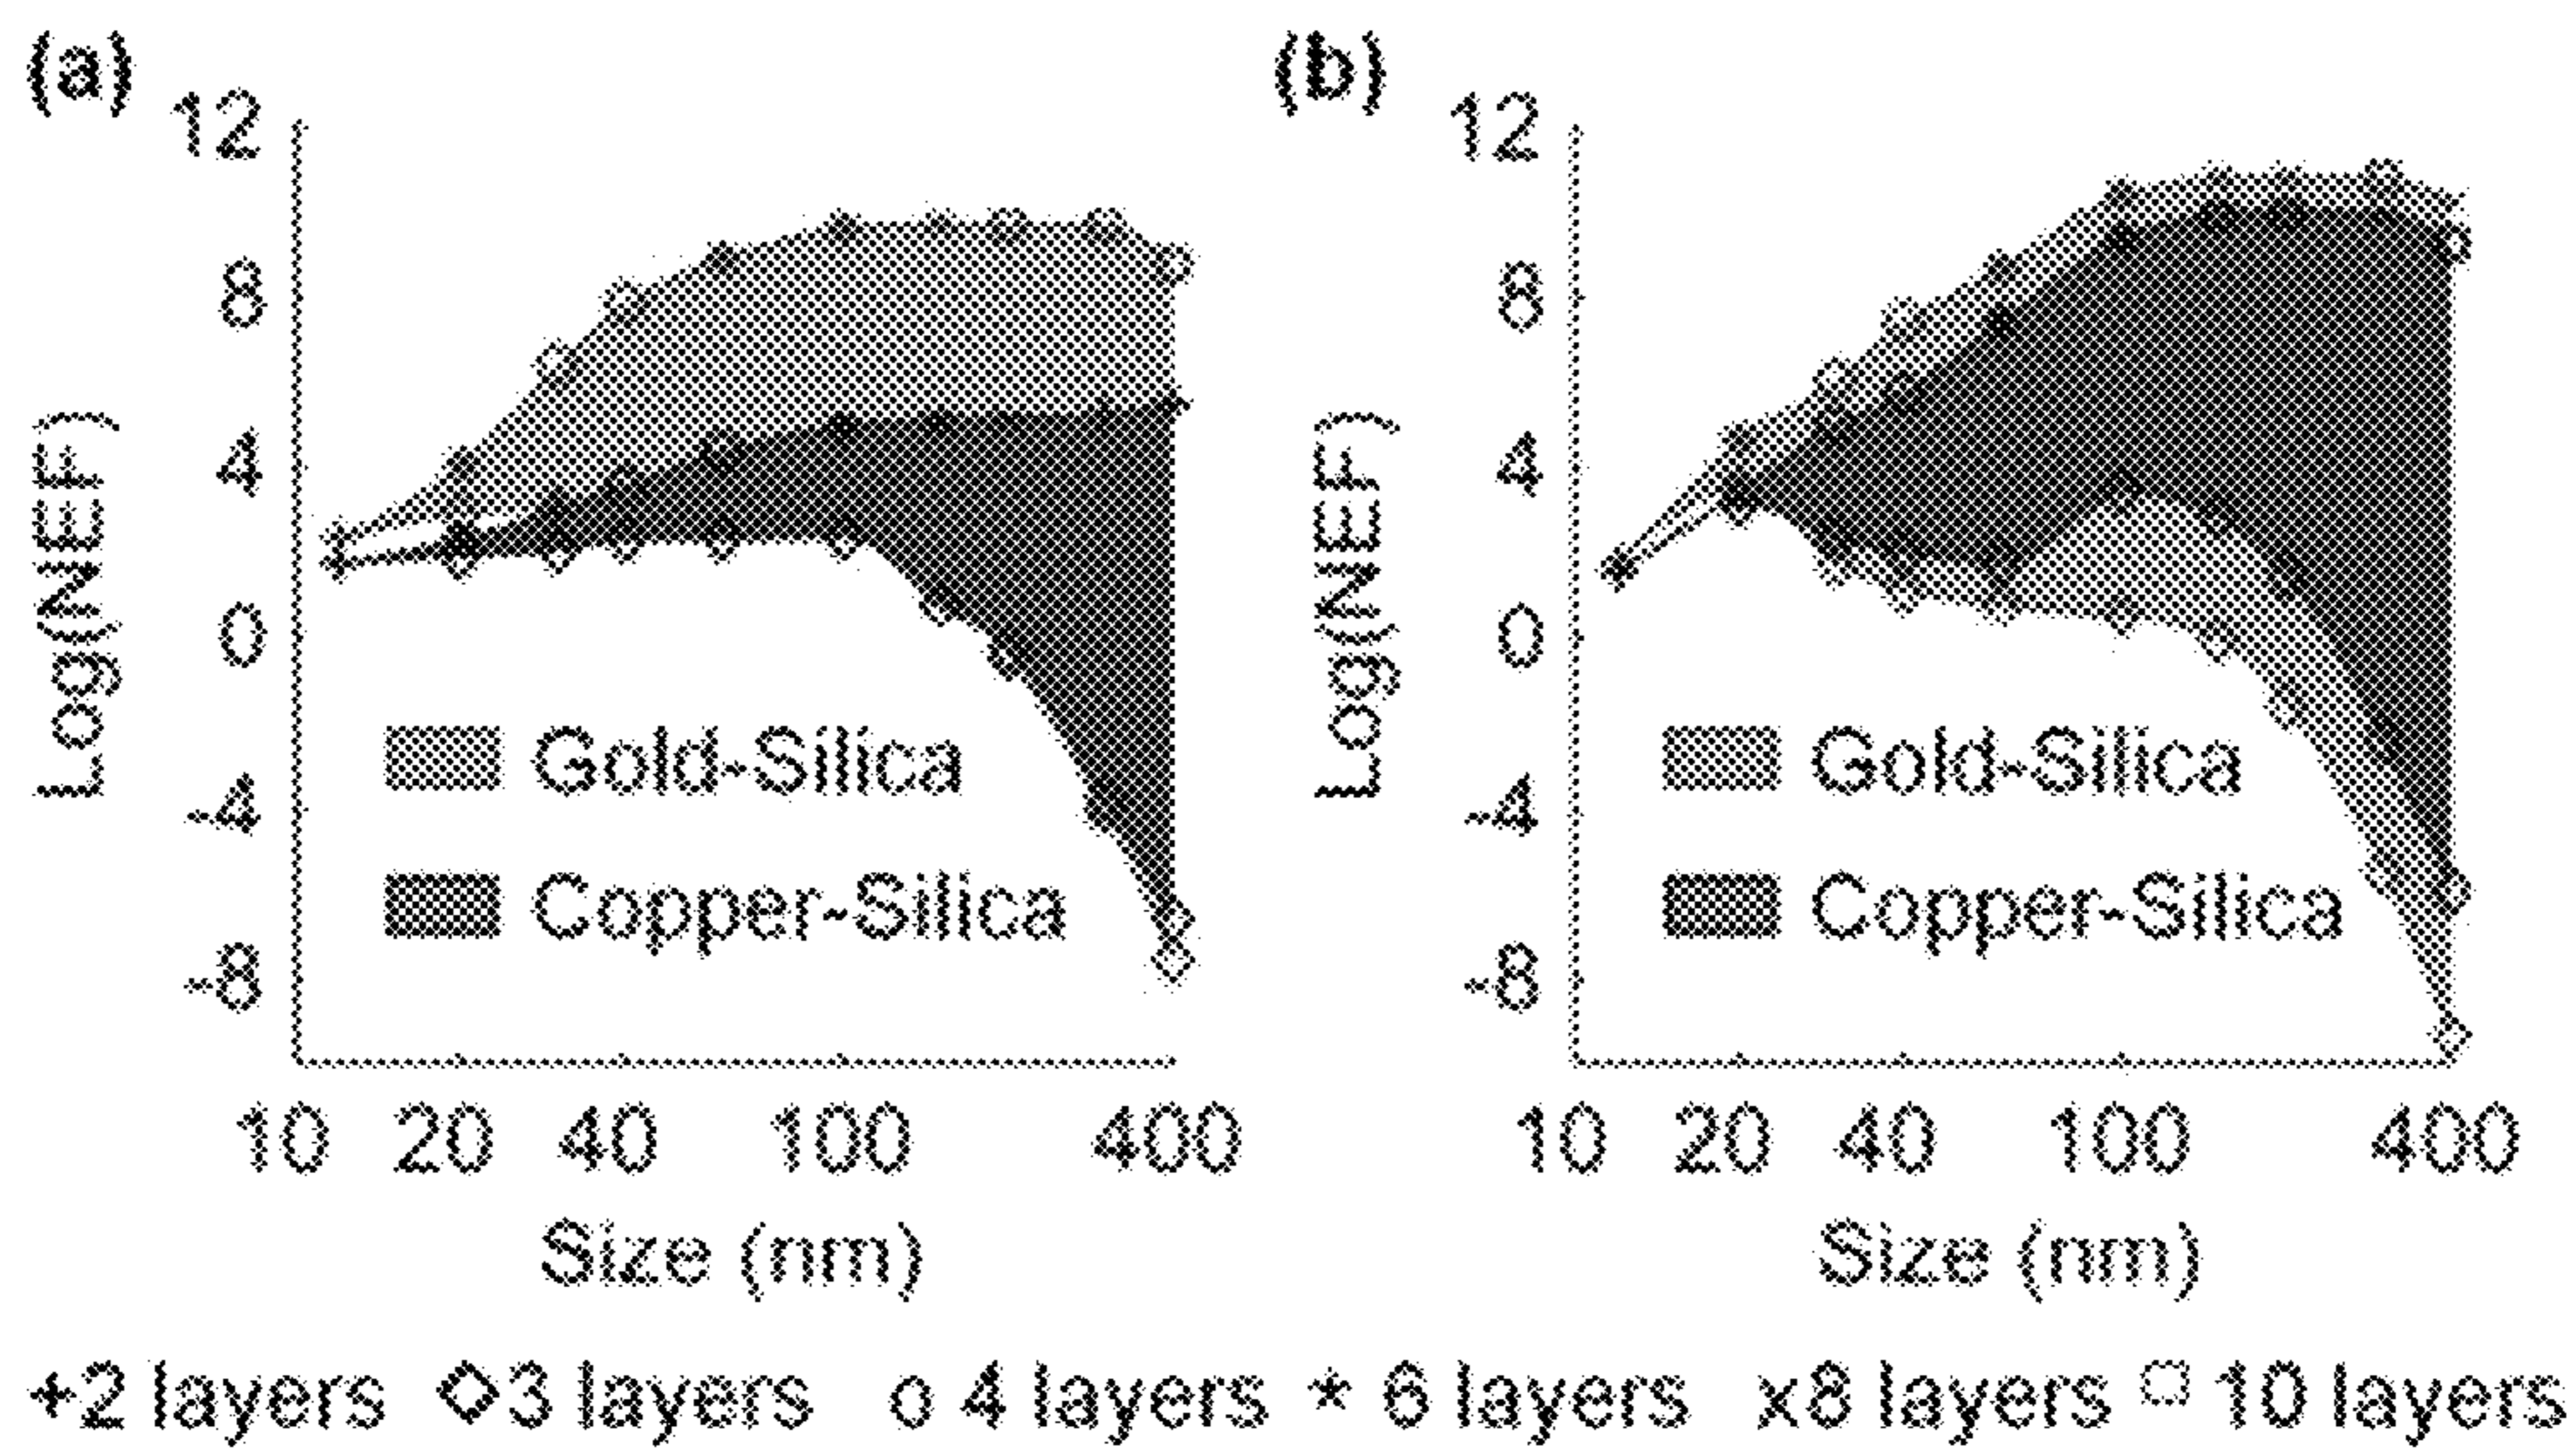 (a)
12
8
4
0
-4
-8
Log(NEF)
Gold-Silica
Copper-Silica
10 20 40 100 400
Size (nm)
(b)
12
8
4
0
-4
-8
Log(NEF)
Gold-Silica
Copper-Silica
10 20 40 100 400
Size (nm)
+2 layers ◇3 layers o 4 layers * 6 layers x8 layers □ 10 layers